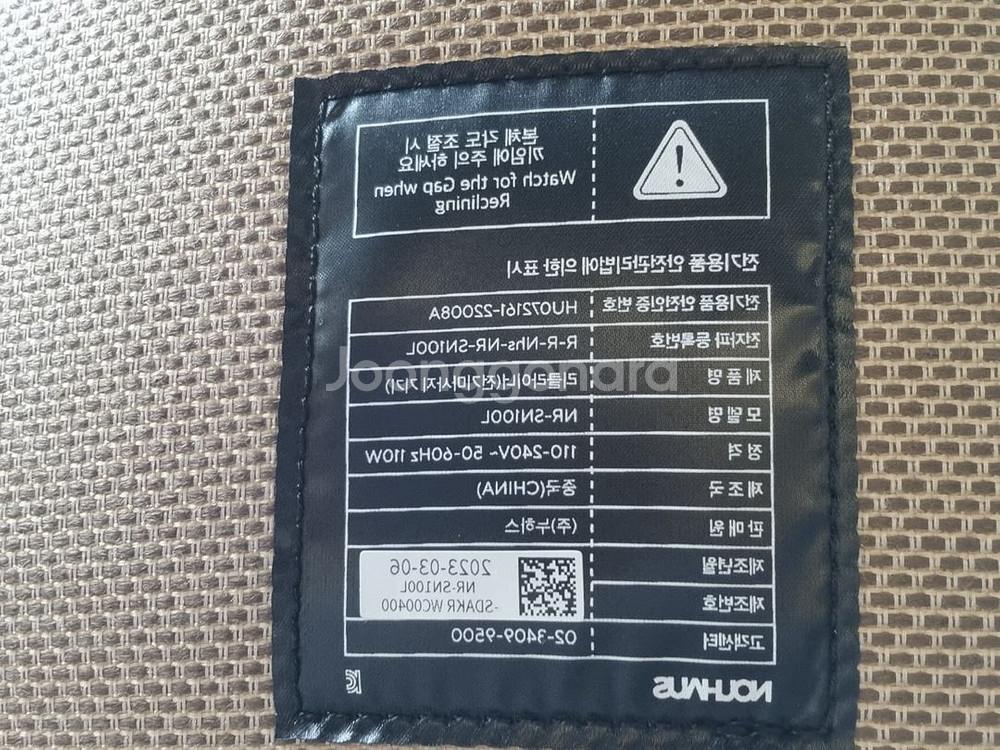 본체 각도 조절 시
끼임에 주의 하세요
Watch for the Gap when
Reclining
전기용품 안전관리법에 의한 표시
전기용품 안전인증 번호 HU072161-22008A
전자파 등록번호 R-R-Nhs-NR-SN100L
제 품 명 리클라이너(전기마사지 기기)
모 델 명 NR-SN100L
정 격 110-240V~ 50-60Hz 110W
제 조 국 중국(CHINA)
판 매 원 (주)누하스
제조년월 2023-03-06
NR-SN100L
제조번호 -SDAKR WC00400
고객센터 02-3409-9500
NOUHAUS
Joonggonara